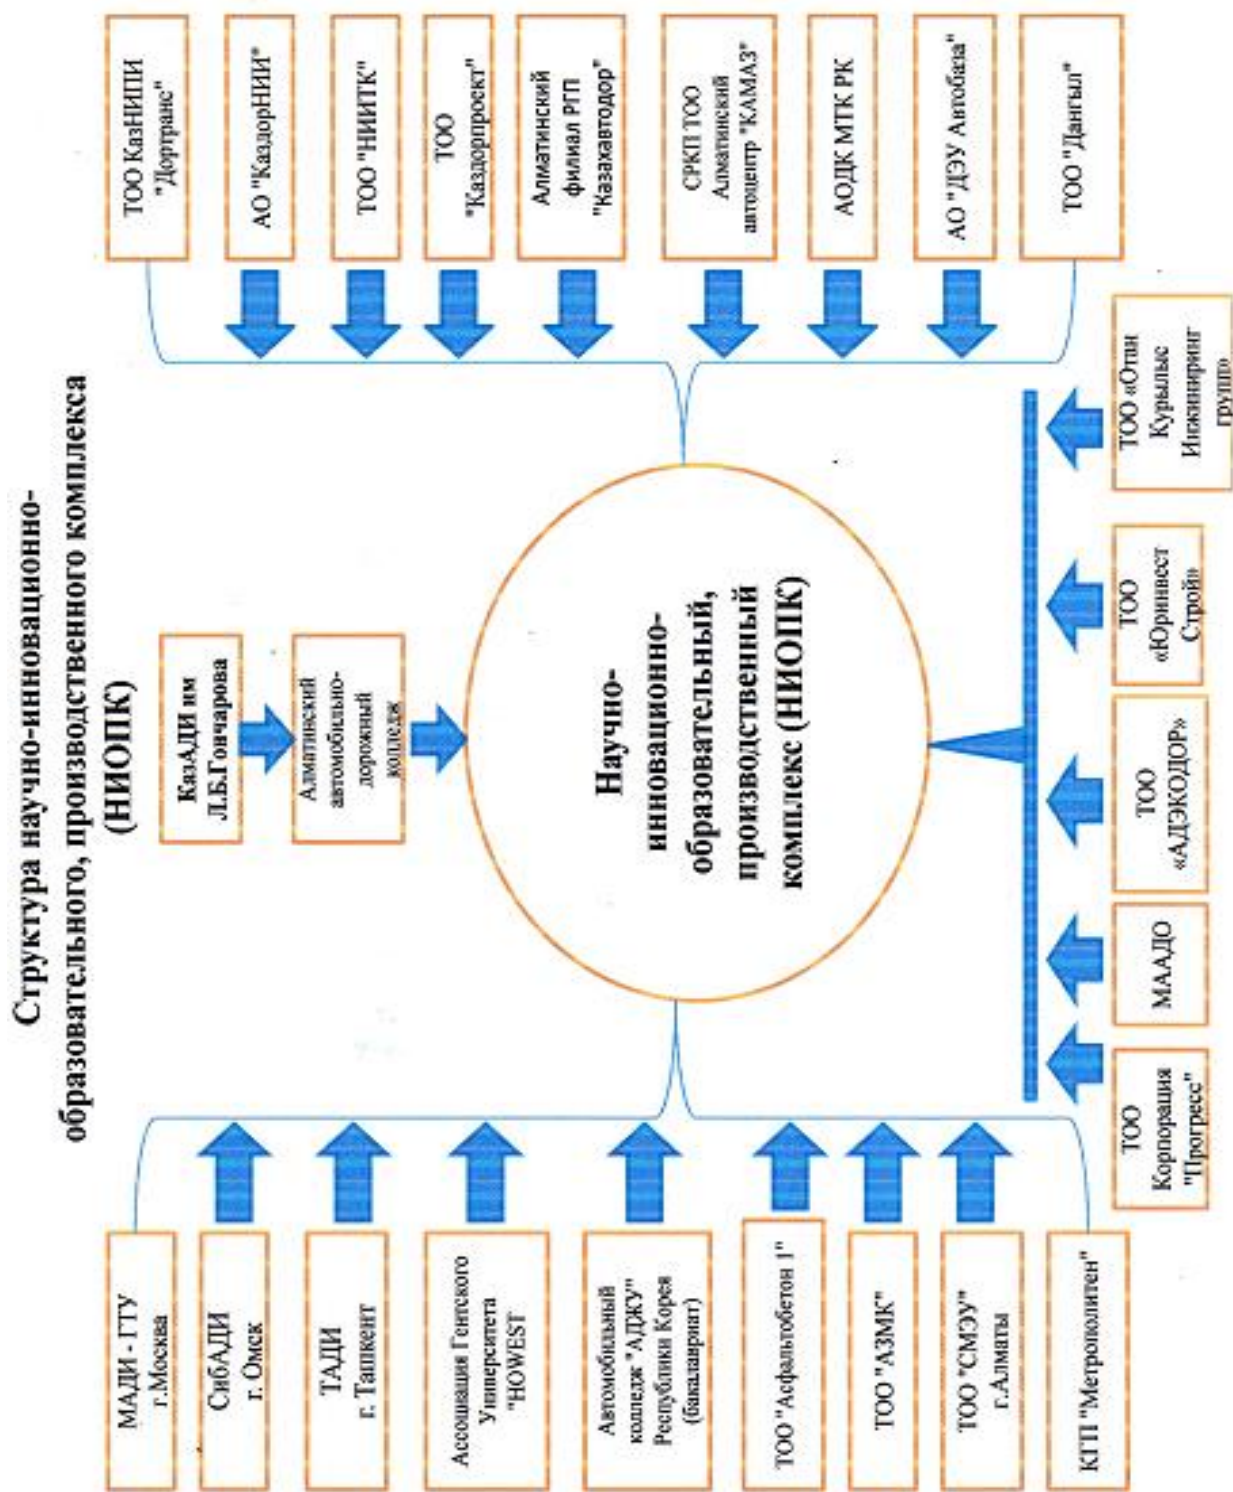 Структура научно-инновационно-
образовательного, производственного комплекса
(НИОПК)
КазАДИ им
Л.Б.Гончарова
Алматинский
автомобильно-
дорожный
колледж
Научно-
инновационно-
образовательный,
производственный
комплекс (НИОПК)
МАДИ - ГТУ
г.Москва
СибАДИ
г. Омск
ТАДИ
г. Ташкент
Ассоциация Гентского
Университета
"HOWEST
Автомобильный
колледж "АДЖУ"
Республики Корея
(бакалавриат)
ТОО "Асфальтобетон 1"
ТОО "АЗМК"
ТОО "СМЭУ"
г.Алматы
КГП "Метрополитен"
ТОО КазНИПИ
"Дортранс"
АО "КаздорНИИ"
ТОО "НИИТК"
ТОО
"Каздорпроект"
Алматинский
филиал РГП
"Казахавтодор"
СРКП ТОО
Алматинский
автоцентр "КАМАЗ"
АОДК МТК РК
АО "ДЭУ Автобаза"
ТОО "Дангыл"
ТОО
Корпорация
"Прогресс"
МААДО
ТОО
«АДЭКОДОР»
ТОО
«Юринвест
Строй»
ТОО «Отан
Курылыс
Инжиниринг
групп»